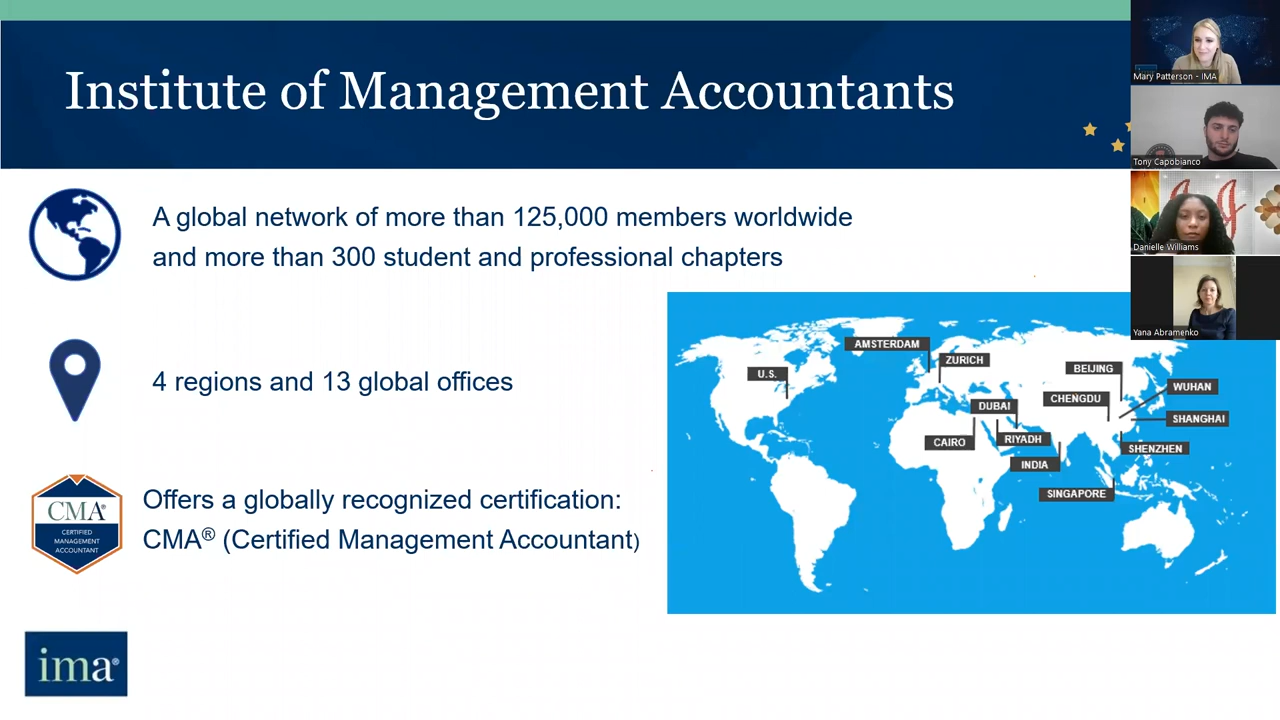 Institute of Management Accountants
A global network of more than 125,000 members worldwide
and more than 300 student and professional chapters
4 regions and 13 global offices
CMA®
CERTIFIED
MANAGEMENT
ACCOUNTANT
Offers a globally recognized certification:
CMA® (Certified Management Accountant)
ima®
AMSTERDAM
ZURICH
U.S.
BEIJING
WUHAN
CHENGDU
DUBAI
SHANGHAI
CAIRO
RIYADH
SHENZHEN
INDIA
SINGAPORE
Mary Patterson - IMA
Tony Capobianco
Danielle Williams
Yana Abramenko